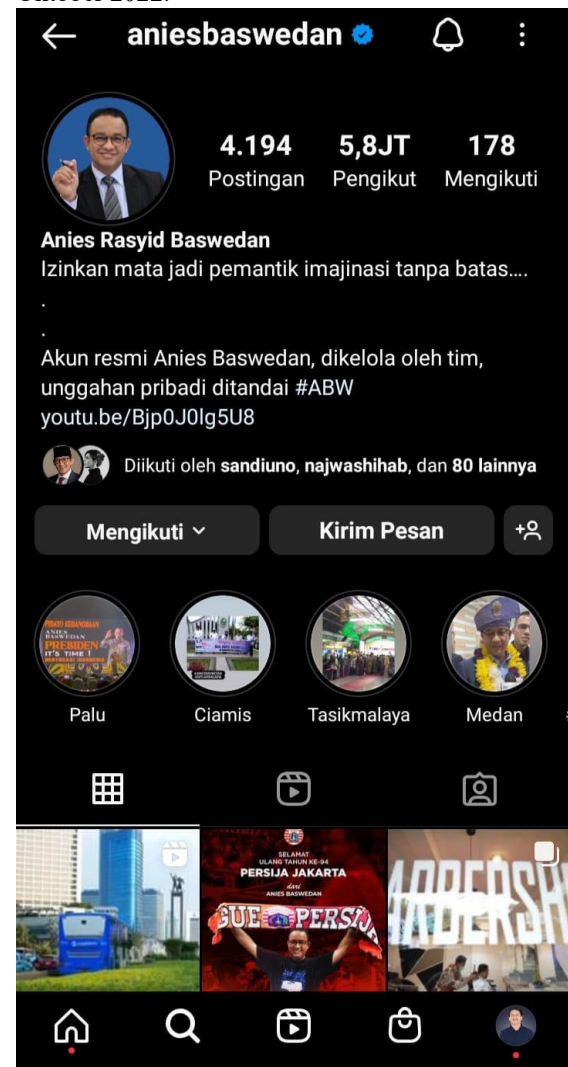 aniesbaswedan
4.194 5,8JT 178
Postingan Pengikut Mengikuti
Anies Rasyid Baswedan
Izinkan mata jadi pemantik imajinasi tanpa batas....
.
.
Akun resmi Anies Baswedan, dikelola oleh tim,
unggahan pribadi ditandai #ABW
youtu.be/Bjp0J0lg5U8
Diikuti oleh sandiuno, najwashihab, dan 80 lainnya
Mengikuti Kirim Pesan
PIDATO KEBANGSAAN
ANIES
BASWEDAN
PRESIDEN
IT'S TIME !
Palu Ciamis Tasikmalaya Medan
SELAMAT
ULANG TAHUN KE-94
PERSIJA JAKARTA
dari
ANIES BASWEDAN
GUE PERSIJA
ARBERSH